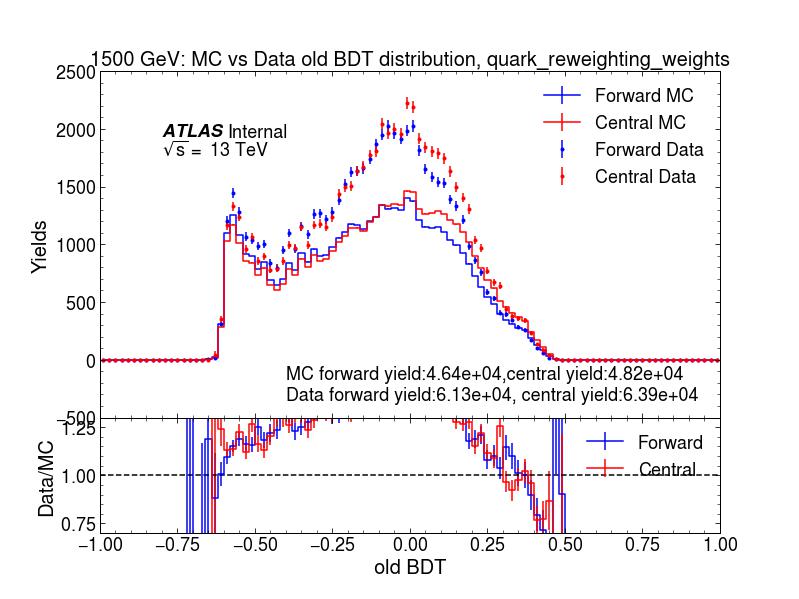 1500 GeV: MC vs Data old BDT distribution, quark_reweighting_weights
2500
2000
1500
1000
500
0
−500
Yields
ATLAS Internal
√s = 13 TeV
Forward MC
Central MC
Forward Data
Central Data
MC forward yield:4.64e+04,central yield:4.82e+04
Data forward yield:6.13e+04, central yield:6.39e+04
1.25
1.00
0.75
Data/MC
Forward
Central
−1.00 −0.75 −0.50 −0.25 0.00 0.25 0.50 0.75 1.00
old BDT